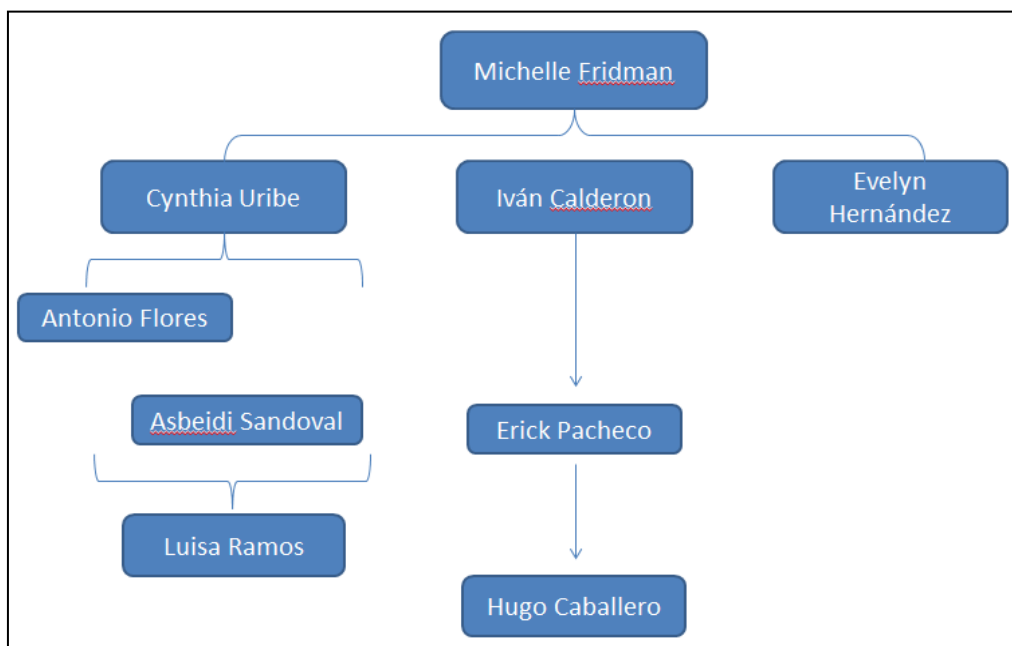 Michelle Fridman
Cynthia Uribe
Iván Calderon
Evelyn
Hernández
Antonio Flores
Asbeidi Sandoval
Erick Pacheco
Luisa Ramos
Hugo Caballero